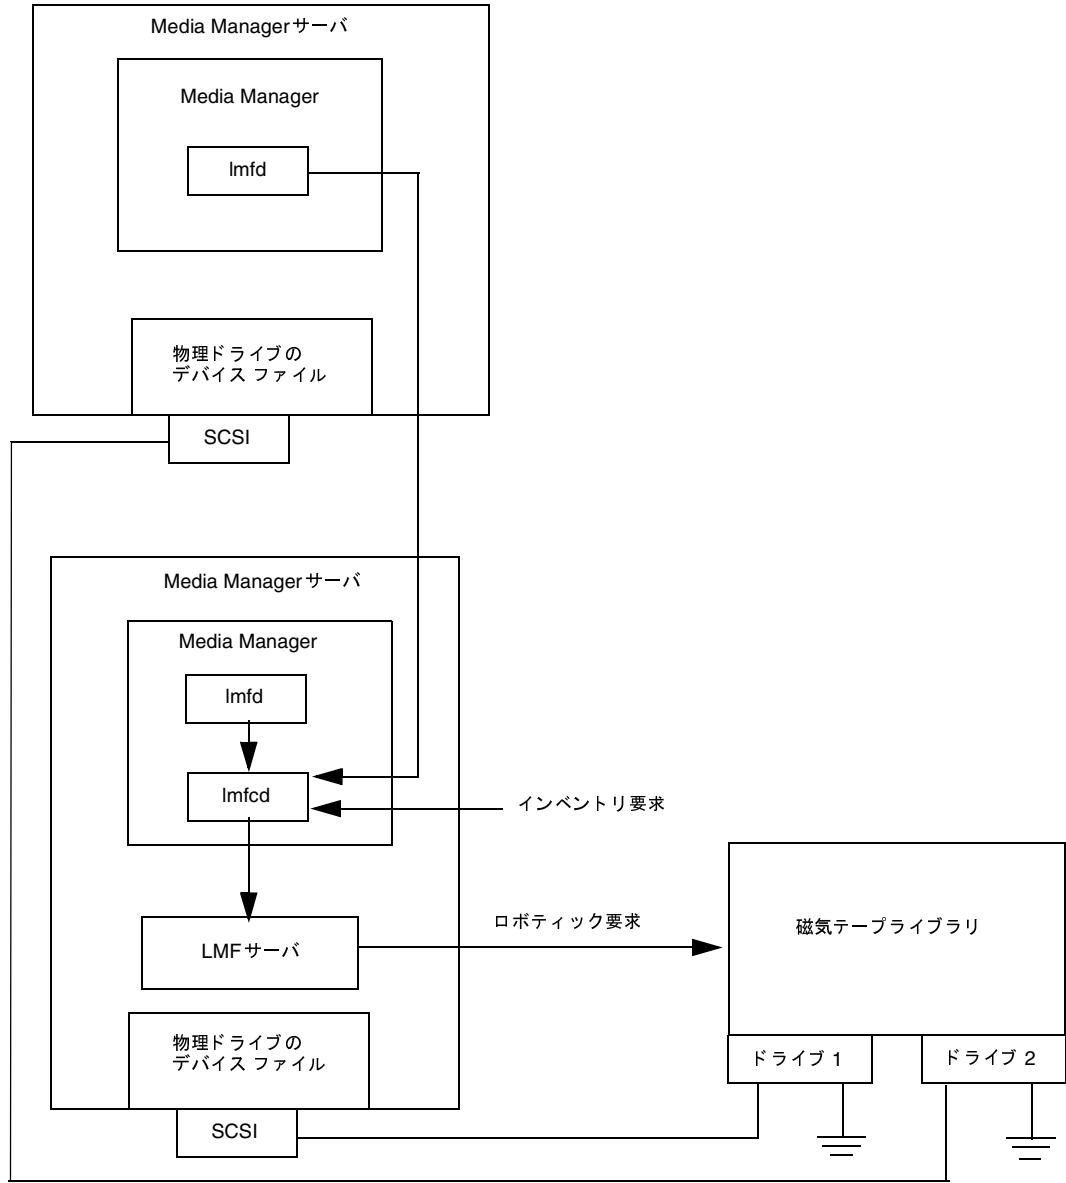 Media Managerサーバ
Media Manager
lmfd
物理ドライブの
デバイス ファイル
SCSI
Media Managerサーバ
Media Manager
lmfd
lmfcd
インベントリ要求
ロボティック要求
磁気テープライブラリ
LMFサーバ
物理ドライブの
デバイス ファイル
ドライブ 1
ドライブ 2
SCSI